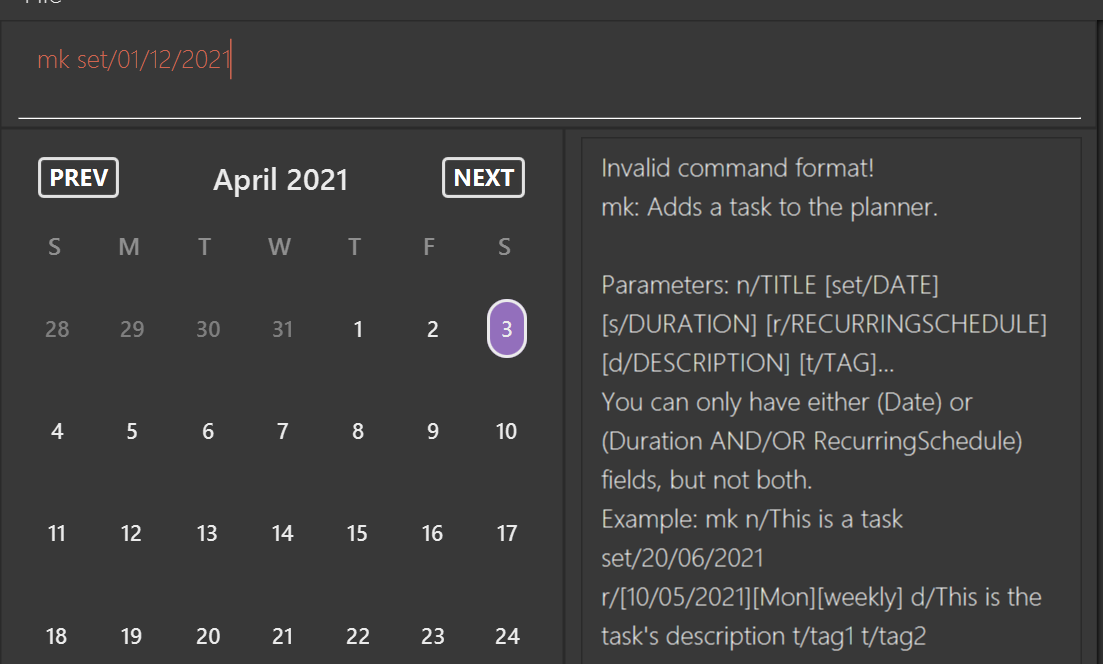 File
mk set/01/12/2021
PREV April 2021 NEXT
S M T W T F S
28 29 30 31 1 2 3
4 5 6 7 8 9 10
11 12 13 14 15 16 17
18 19 20 21 22 23 24
Invalid command format!
mk: Adds a task to the planner.
Parameters: n/TITLE [set/DATE]
[s/DURATION] [r/RECURRINGSCHEDULE]
[d/DESCRIPTION] [t/TAG]...
You can only have either (Date) or
(Duration AND/OR RecurringSchedule)
fields, but not both.
Example: mk n/This is a task
set/20/06/2021
r/[10/05/2021][Mon][weekly] d/This is the
task's description t/tag1 t/tag2